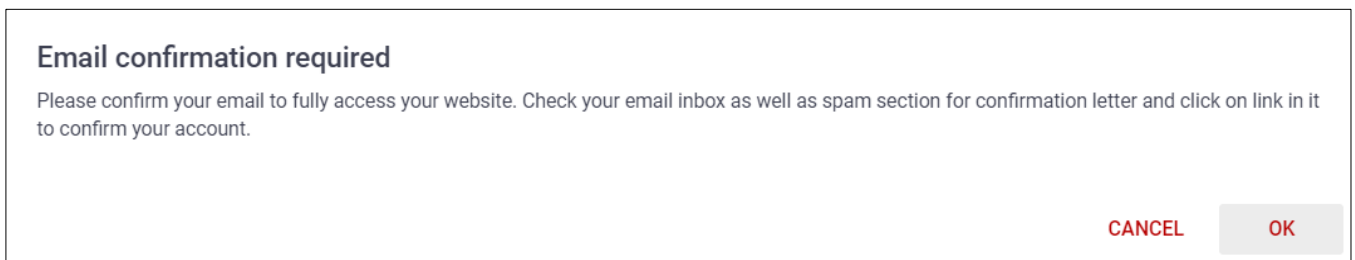 Email confirmation required
Please confirm your email to fully access your website. Check your email inbox as well as spam section for confirmation letter and click on link in it
to confirm your account.
CANCEL OK